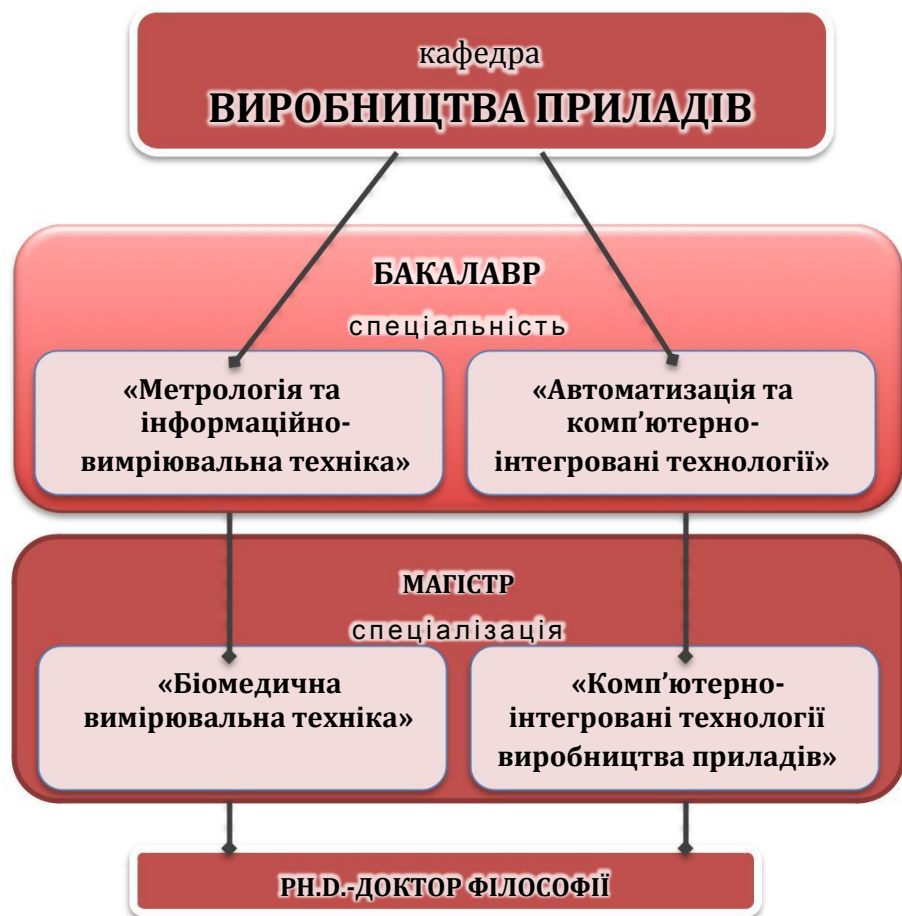 кафедра
ВИРОБНИЦТВА ПРИЛАДІВ
БАКАЛАВР
спеціальність
«Метрологія та
інформаційно-
вимріювальна техніка»
«Автоматизація та
комп’ютерно-
інтегровані технології»
МАГІСТР
спеціалізація
«Біомедична
вимірювальна техніка»
«Комп’ютерно-
інтегровані технології
виробництва приладів»
PH.D.-ДОКТОР ФІЛОСОФІЇ